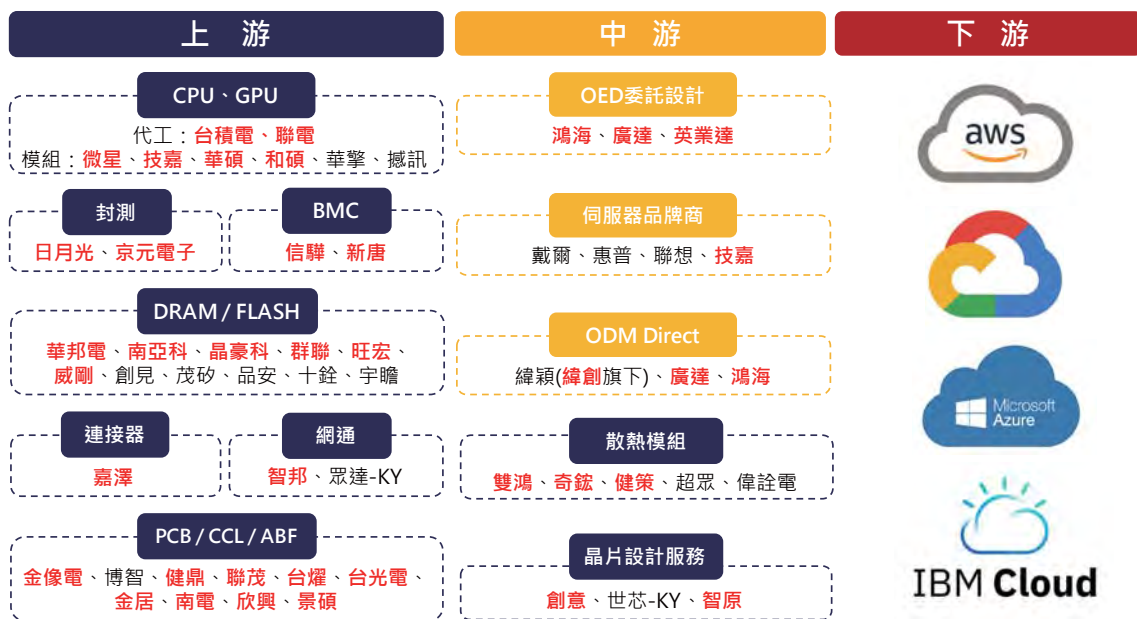 上 游
CPU、GPU
代工：台積電、聯電
模組：微星、技嘉、華碩、和碩、華擎、撼訊
封測
日月光、京元電子
BMC
信驊、新唐
DRAM / FLASH
華邦電、南亞科、晶豪科、群聯、旺宏、
威剛、創見、茂矽、品安、十銓、宇瞻
連接器
嘉澤
網通
智邦、眾達-KY
PCB / CCL / ABF
金像電、博智、健鼎、聯茂、台燿、台光電、
金居、南電、欣興、景碩
中 游
OED委託設計
鴻海、廣達、英業達
伺服器品牌商
戴爾、惠普、聯想、技嘉
ODM Direct
緯穎(緯創旗下)、廣達、鴻海
散熱模組
雙鴻、奇鋐、健策、超眾、偉詮電
晶片設計服務
創意、世芯-KY、智原
下 游
aws
Microsoft
Azure
IBM Cloud